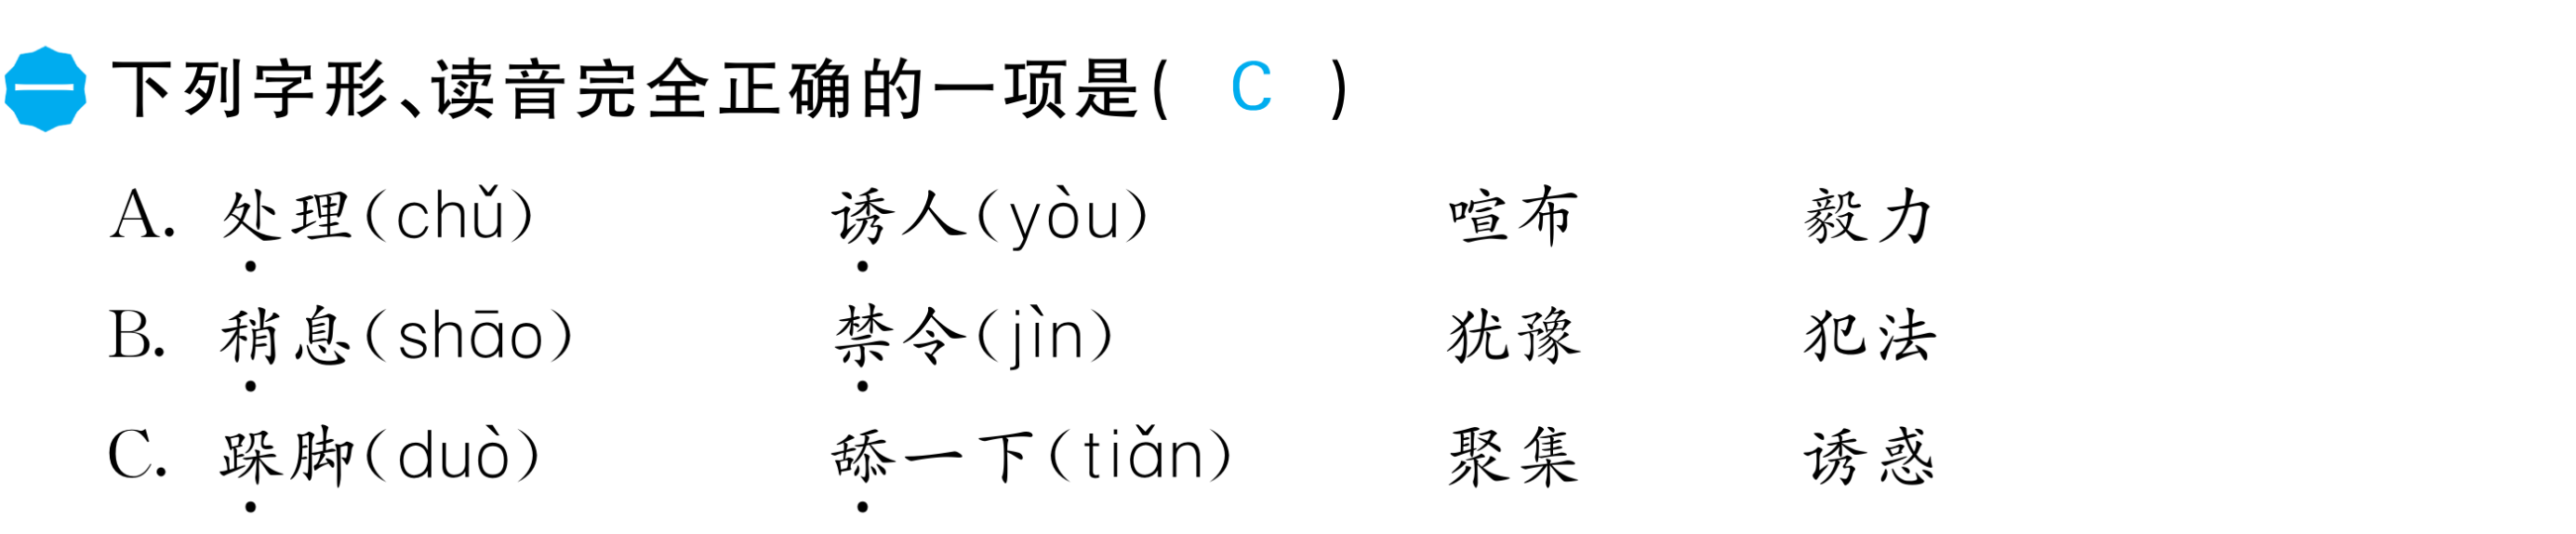 一 下列字形、读音完全正确的一项是( C )
A. 处理(chǔ) 诱人(yòu) 喧布 毅力
B. 稍息(shāo) 禁令(jìn) 犹豫 犯法
C. 跺脚(duò) 舔一下(tiǎn) 聚集 诱惑